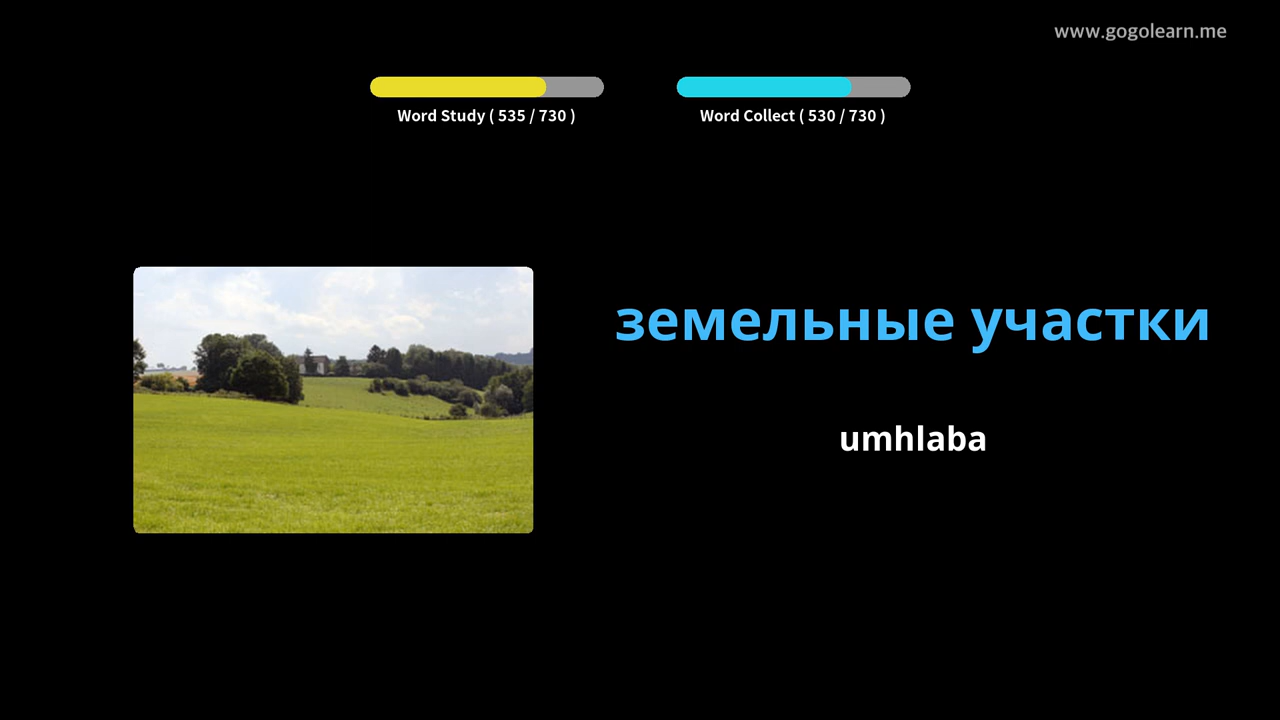 www.gogolearn.me
Word Study ( 535 / 730 )
Word Collect ( 530 / 730 )
земельные участки
umhlaba